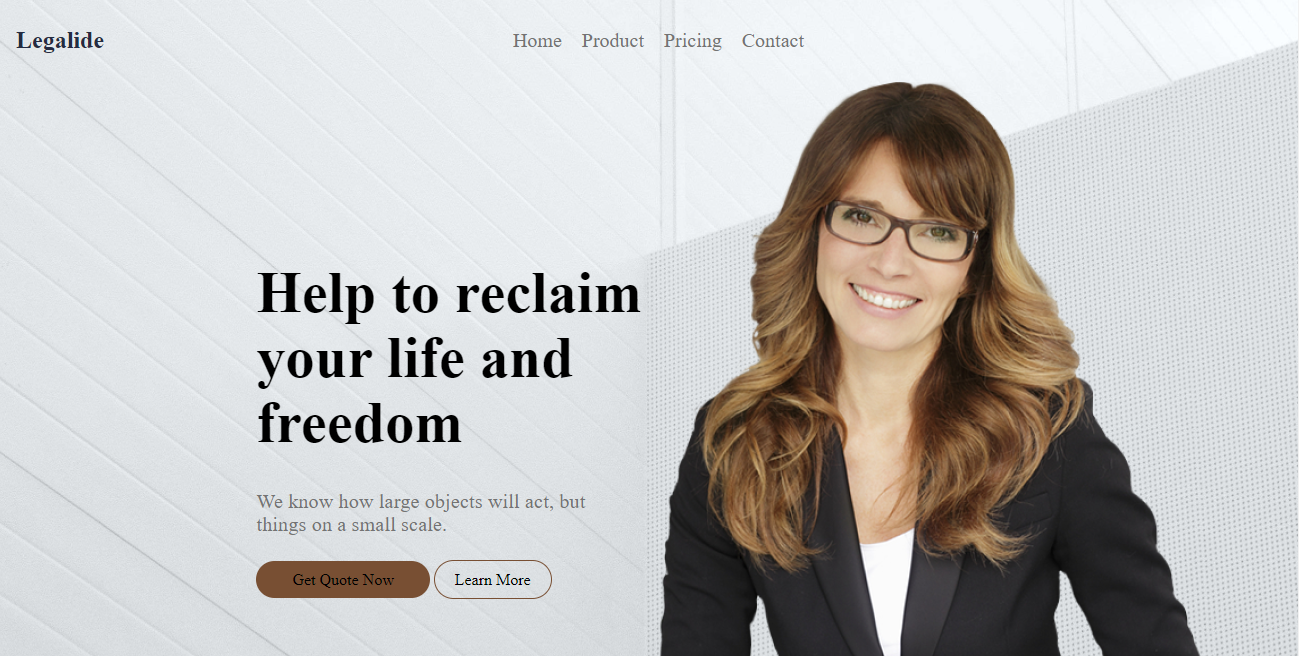 Legalide
Home Product Pricing Contact
Help to reclaim
your life and
freedom
We know how large objects will act, but
things on a small scale.
Get Quote Now Learn More